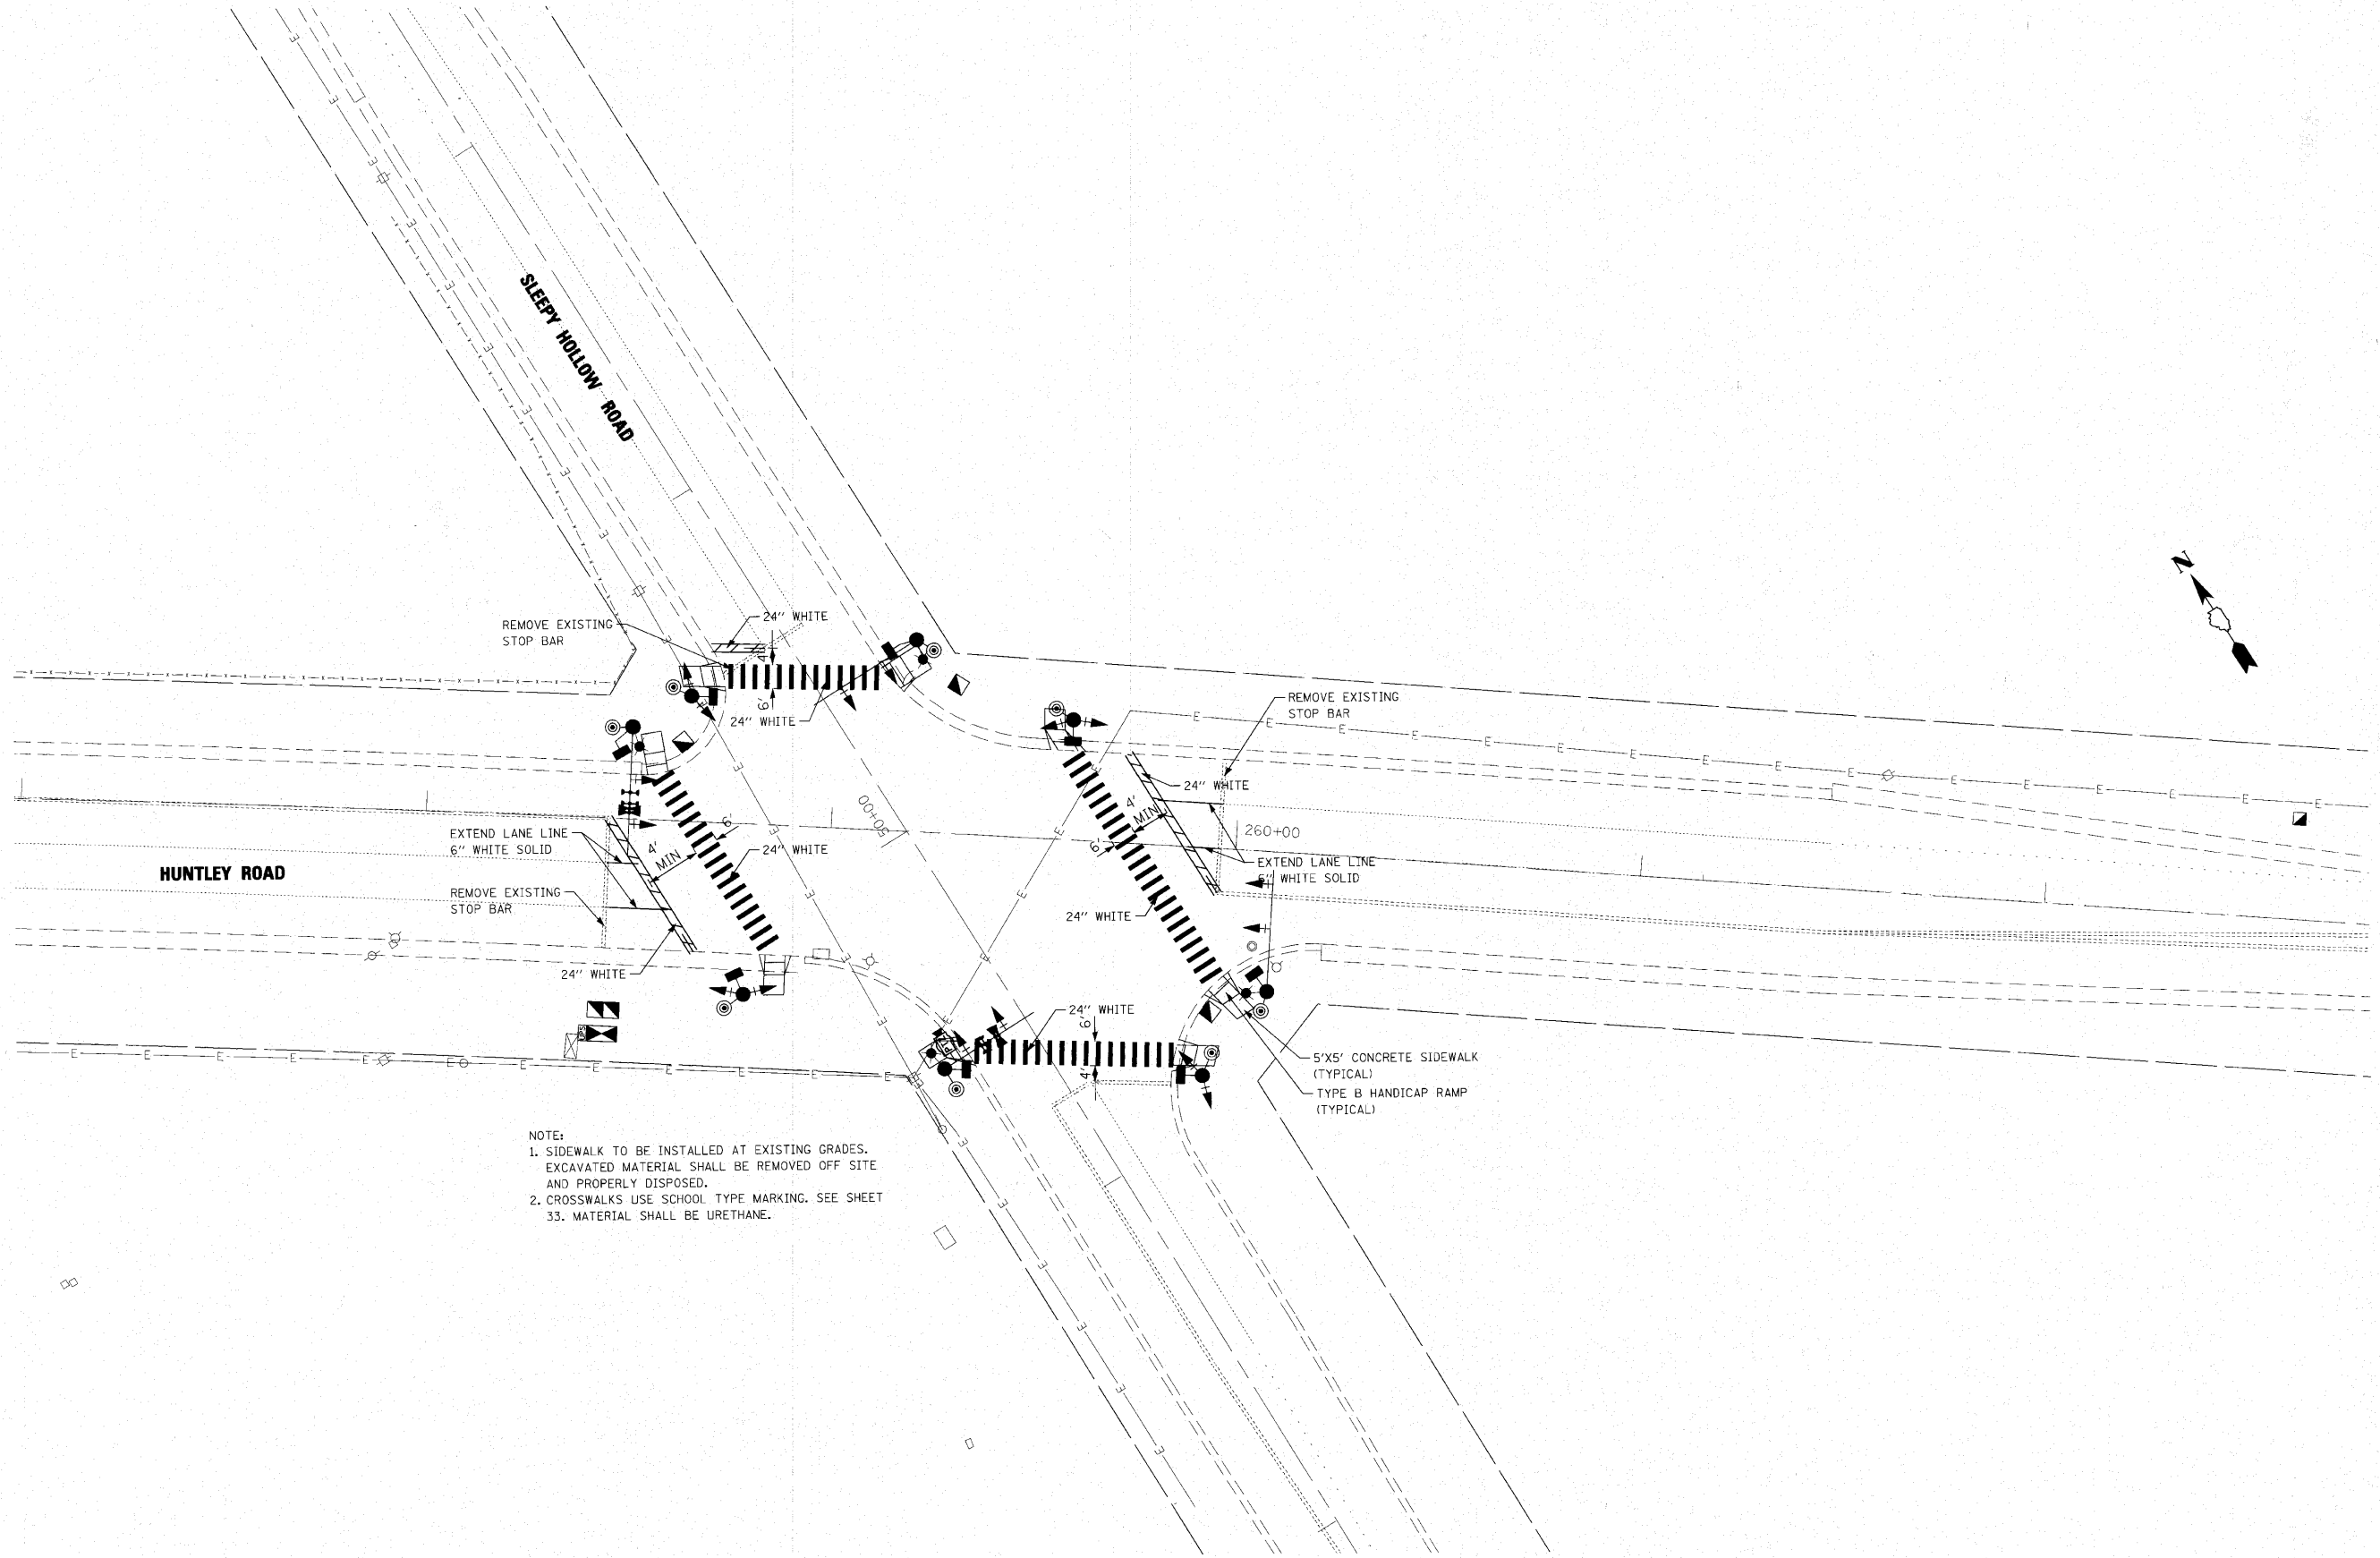 SLEEPY HOLLOW ROAD
N
REMOVE EXISTING
STOP BAR
24'' WHITE
4'
6'
24'' WHITE
REMOVE EXISTING
STOP BAR
24'' WHITE
4'
MIN
6'
50+00
260+00
EXTEND LANE LINE
6'' WHITE SOLID
4'
MIN
6'
24'' WHITE
HUNTLEY ROAD
EXTEND LANE LINE
6'' WHITE SOLID
REMOVE EXISTING
STOP BAR
24'' WHITE
24'' WHITE
24'' WHITE
6'
4'
5'X5' CONCRETE SIDEWALK
(TYPICAL)
TYPE B HANDICAP RAMP
(TYPICAL)
E
NOTE:
1. SIDEWALK TO BE INSTALLED AT EXISTING GRADES.
EXCAVATED MATERIAL SHALL BE REMOVED OFF SITE
AND PROPERLY DISPOSED.
2. CROSSWALKS USE SCHOOL TYPE MARKING. SEE SHEET
33. MATERIAL SHALL BE URETHANE.